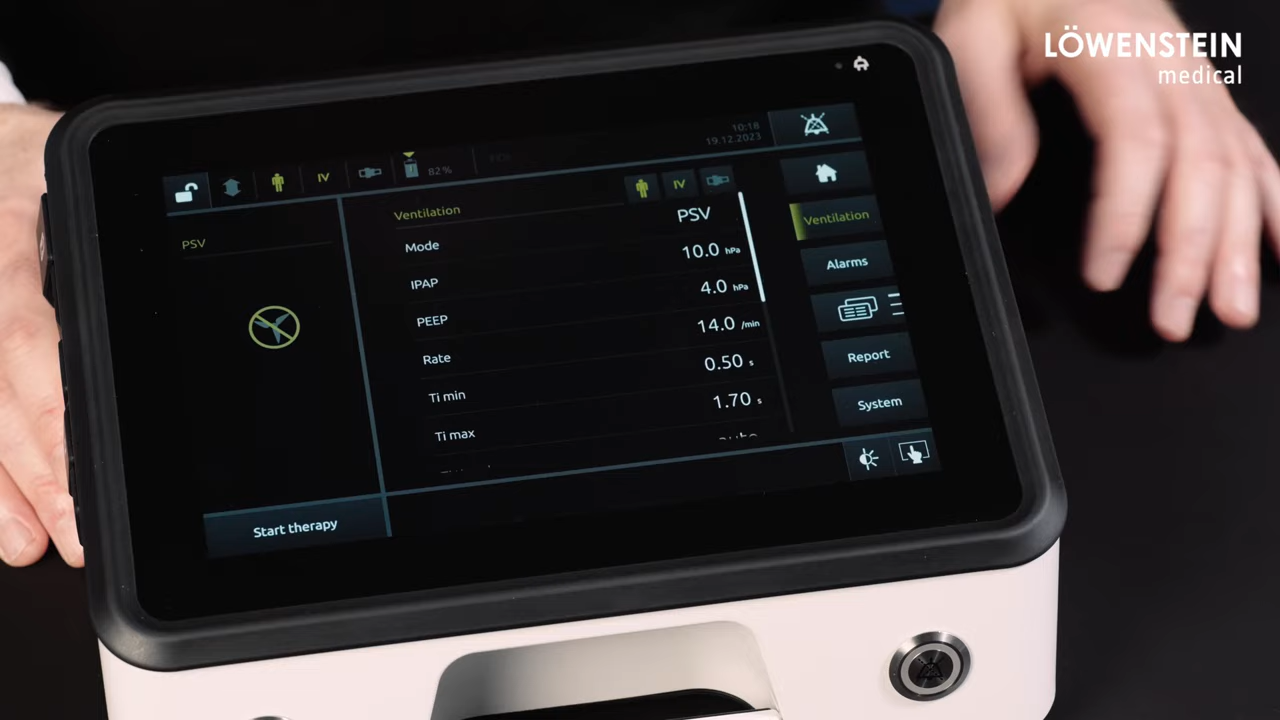 LÖWENSTEIN
medical
10:18
19.12.2023
IV
82%
PSV
Ventilation
IV
Mode
PSV
IPAP
10.0 hPa
PEEP
4.0 hPa
Rate
14.0 /min
Ti min
0.50 s
Ti max
1.70 s
Ventilation
Alarms
Report
System
Start therapy